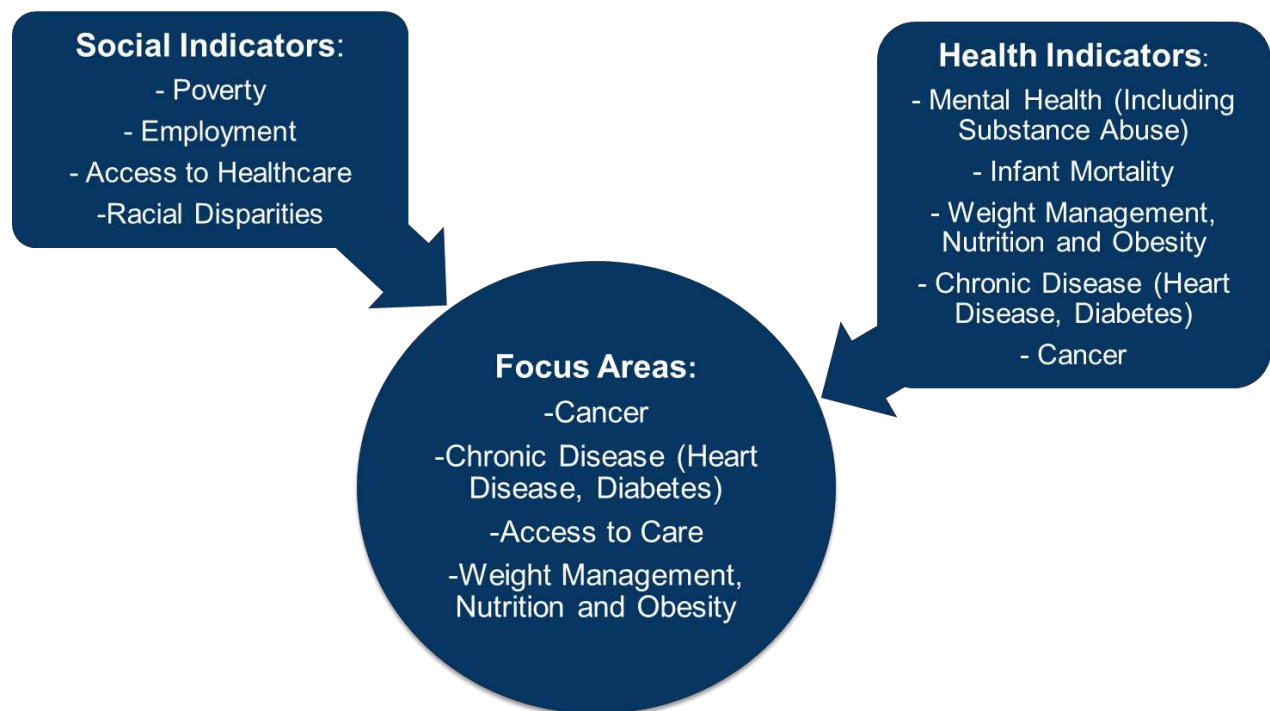 Social Indicators:
- Poverty
- Employment
- Access to Healthcare
-Racial Disparities
Health Indicators:
- Mental Health (Including
Substance Abuse)
- Infant Mortality
- Weight Management,
Nutrition and Obesity
- Chronic Disease (Heart
Disease, Diabetes)
- Cancer
Focus Areas:
-Cancer
-Chronic Disease (Heart
Disease, Diabetes)
-Access to Care
-Weight Management,
Nutrition and Obesity